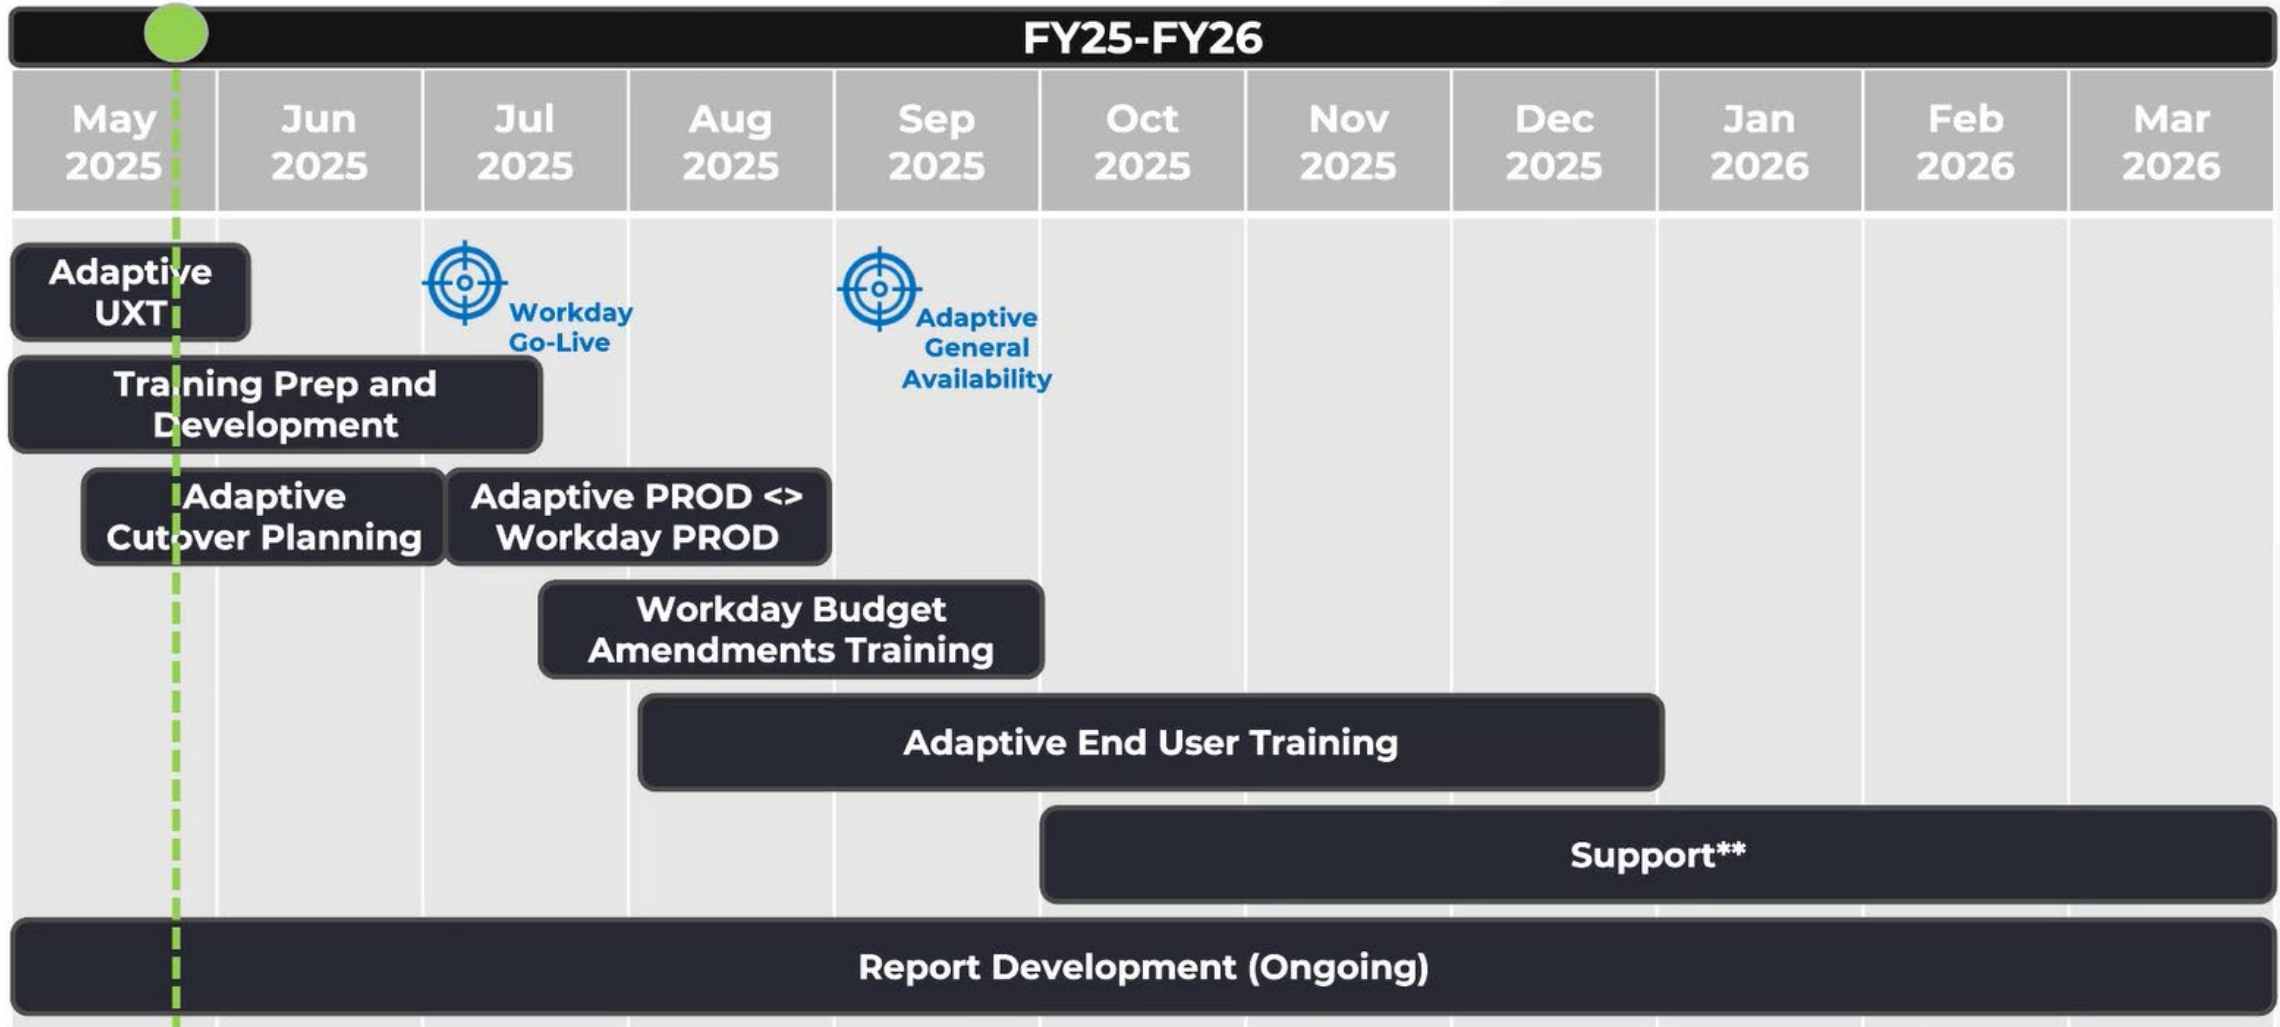 FY25-FY26
May
2025
Jun
2025
Jul
2025
Aug
2025
Sep
2025
Oct
2025
Nov
2025
Dec
2025
Jan
2026
Feb
2026
Mar
2026
Adaptive
UXT
Workday
Go-Live
Adaptive
General
Availability
Training Prep and
Development
Adaptive
Cutover Planning
Adaptive PROD <>
Workday PROD
Workday Budget
Amendments Training
Adaptive End User Training
Support**
Report Development (Ongoing)